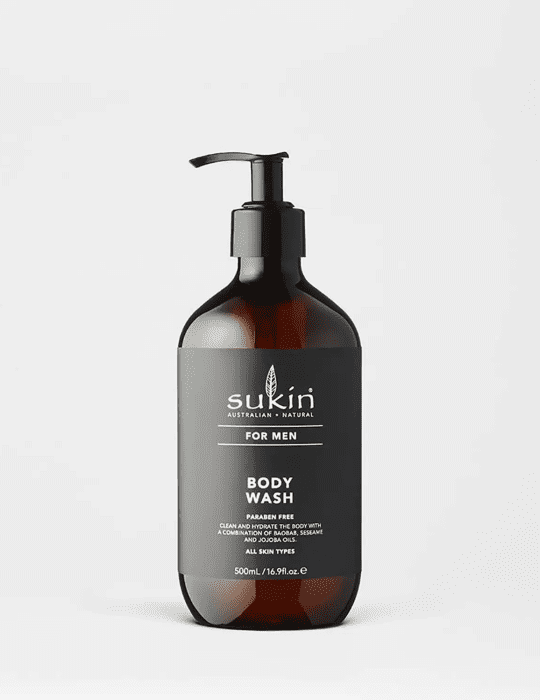 sukin®
AUSTRALIAN • NATURAL
FOR MEN
BODY
WASH
PARABEN FREE
CLEAN AND HYDRATE THE BODY WITH
A COMBINATION OF BAOBAB, SESEAME
AND JOJOBA OILS.
ALL SKIN TYPES
500mL / 16.9fl.oz. ℮